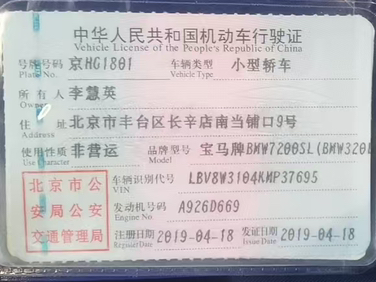 中华人民共和国机动车行驶证
Vehicle License of the People's Republic of China
号牌号码 京HG1801 车辆类型 小型轿车
Plate No. Vehicle Type
所有人 李慧英
Owner
住址 北京市丰台区长辛店南当铺口9号
Address
使用性质 非营运 品牌型号 宝马牌BMW7200SL(BMW320L
Use Character Model
北京市公 车辆识别代号 LBV8W3104KMP37695
VIN
安局公安 发动机号码 A926D669
Engine No
交通管理局 注册日期 2019-04-18 发证日期 2019-04-18
Register Date Issue Date